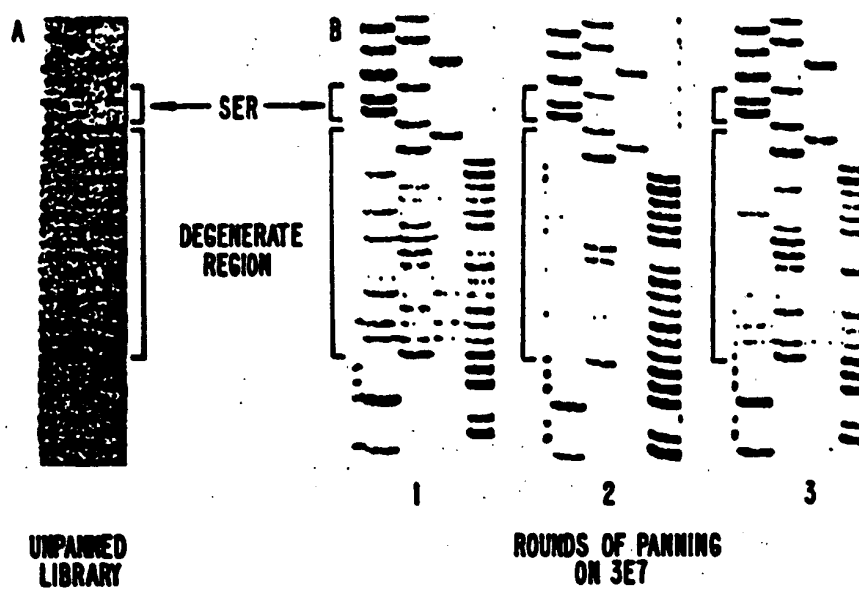 A
B
SER
DEGENERATE
REGION
1
2
3
UNPANNED
LIBRARY
ROUNDS OF PANNING
ON 3E7